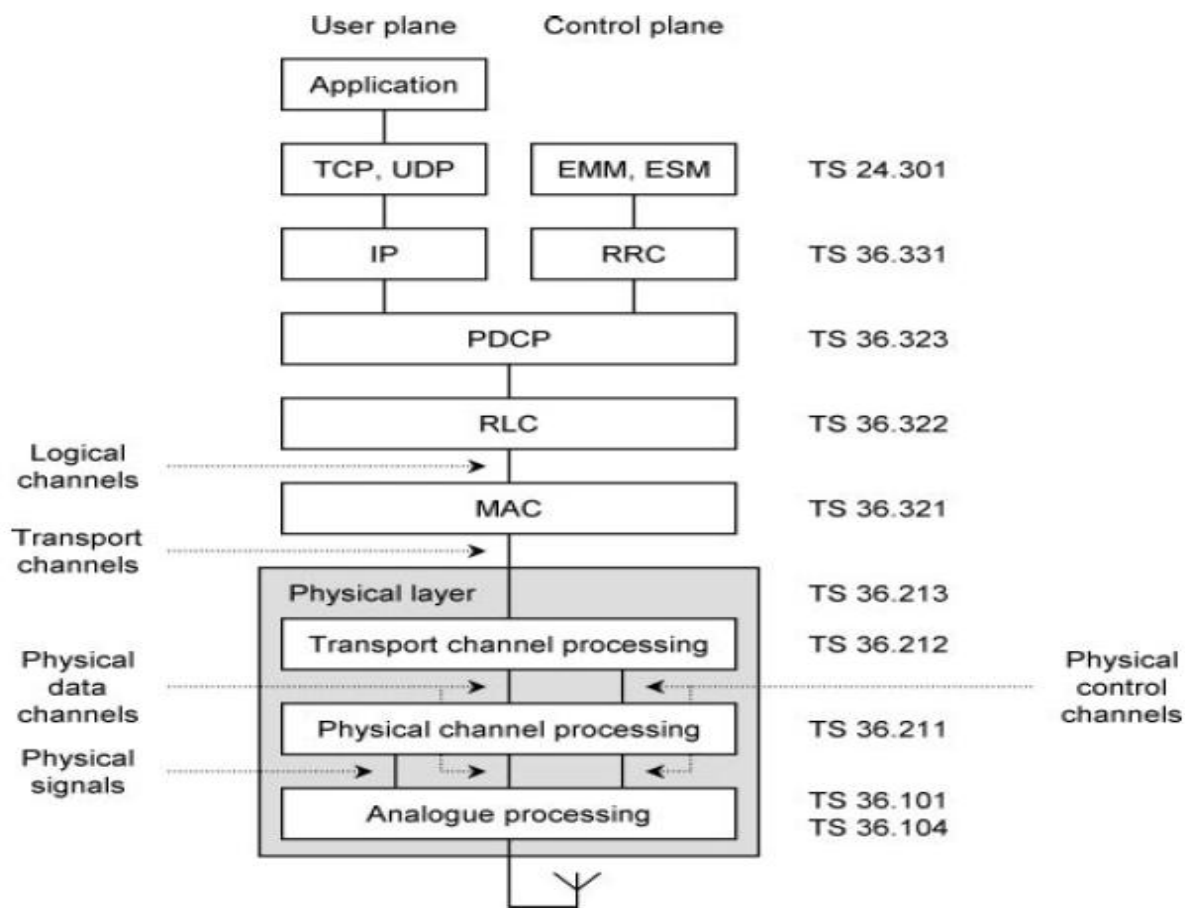 User plane
Control plane
Application
TCP, UDP
EMM, ESM
TS 24.301
IP
RRC
TS 36.331
PDCP
TS 36.323
RLC
TS 36.322
Logical
channels
MAC
TS 36.321
Transport
channels
Physical layer
TS 36.213
Transport channel processing
TS 36.212
Physical
data
channels
Physical
control
channels
Physical channel processing
TS 36.211
Physical
signals
Analogue processing
TS 36.101
TS 36.104